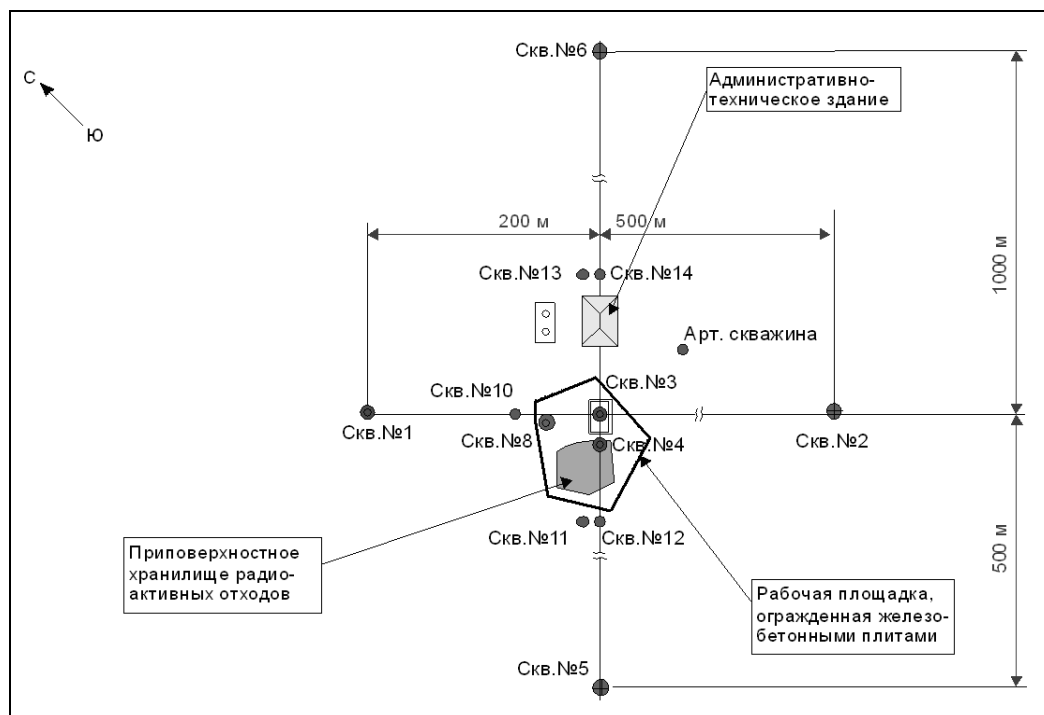 Скв.№6
С
Ю
Административно-
техническое здание
200 м
500 м
1000 м
Скв.№13
Скв.№14
Арт. скважина
Скв.№3
Скв.№10
Скв.№1
Скв.№8
Скв.№4
Скв.№2
Скв.№11
Скв.№12
Приповерхностное
хранилище радио-
активных отходов
500 м
Рабочая площадка,
огражденная железо-
бетонными плитами
Скв.№5